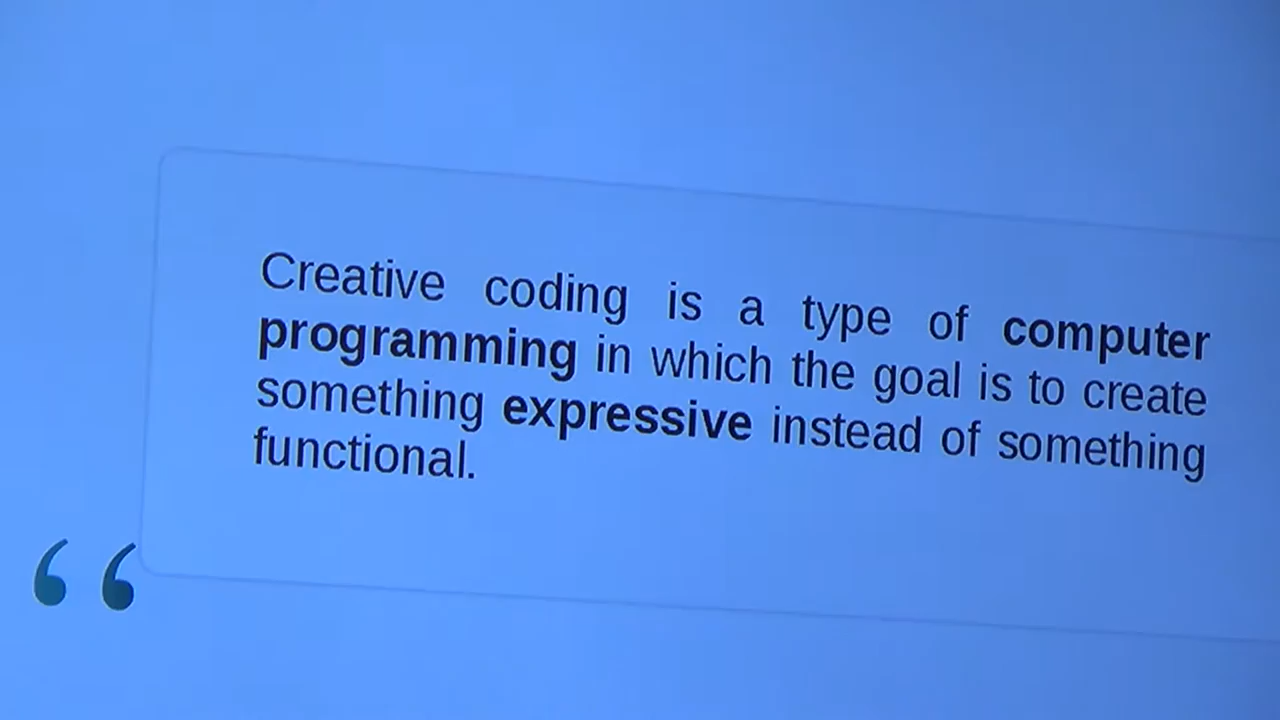 Creative coding is a type of computer
programming in which the goal is to create
something expressive instead of something
functional.
“